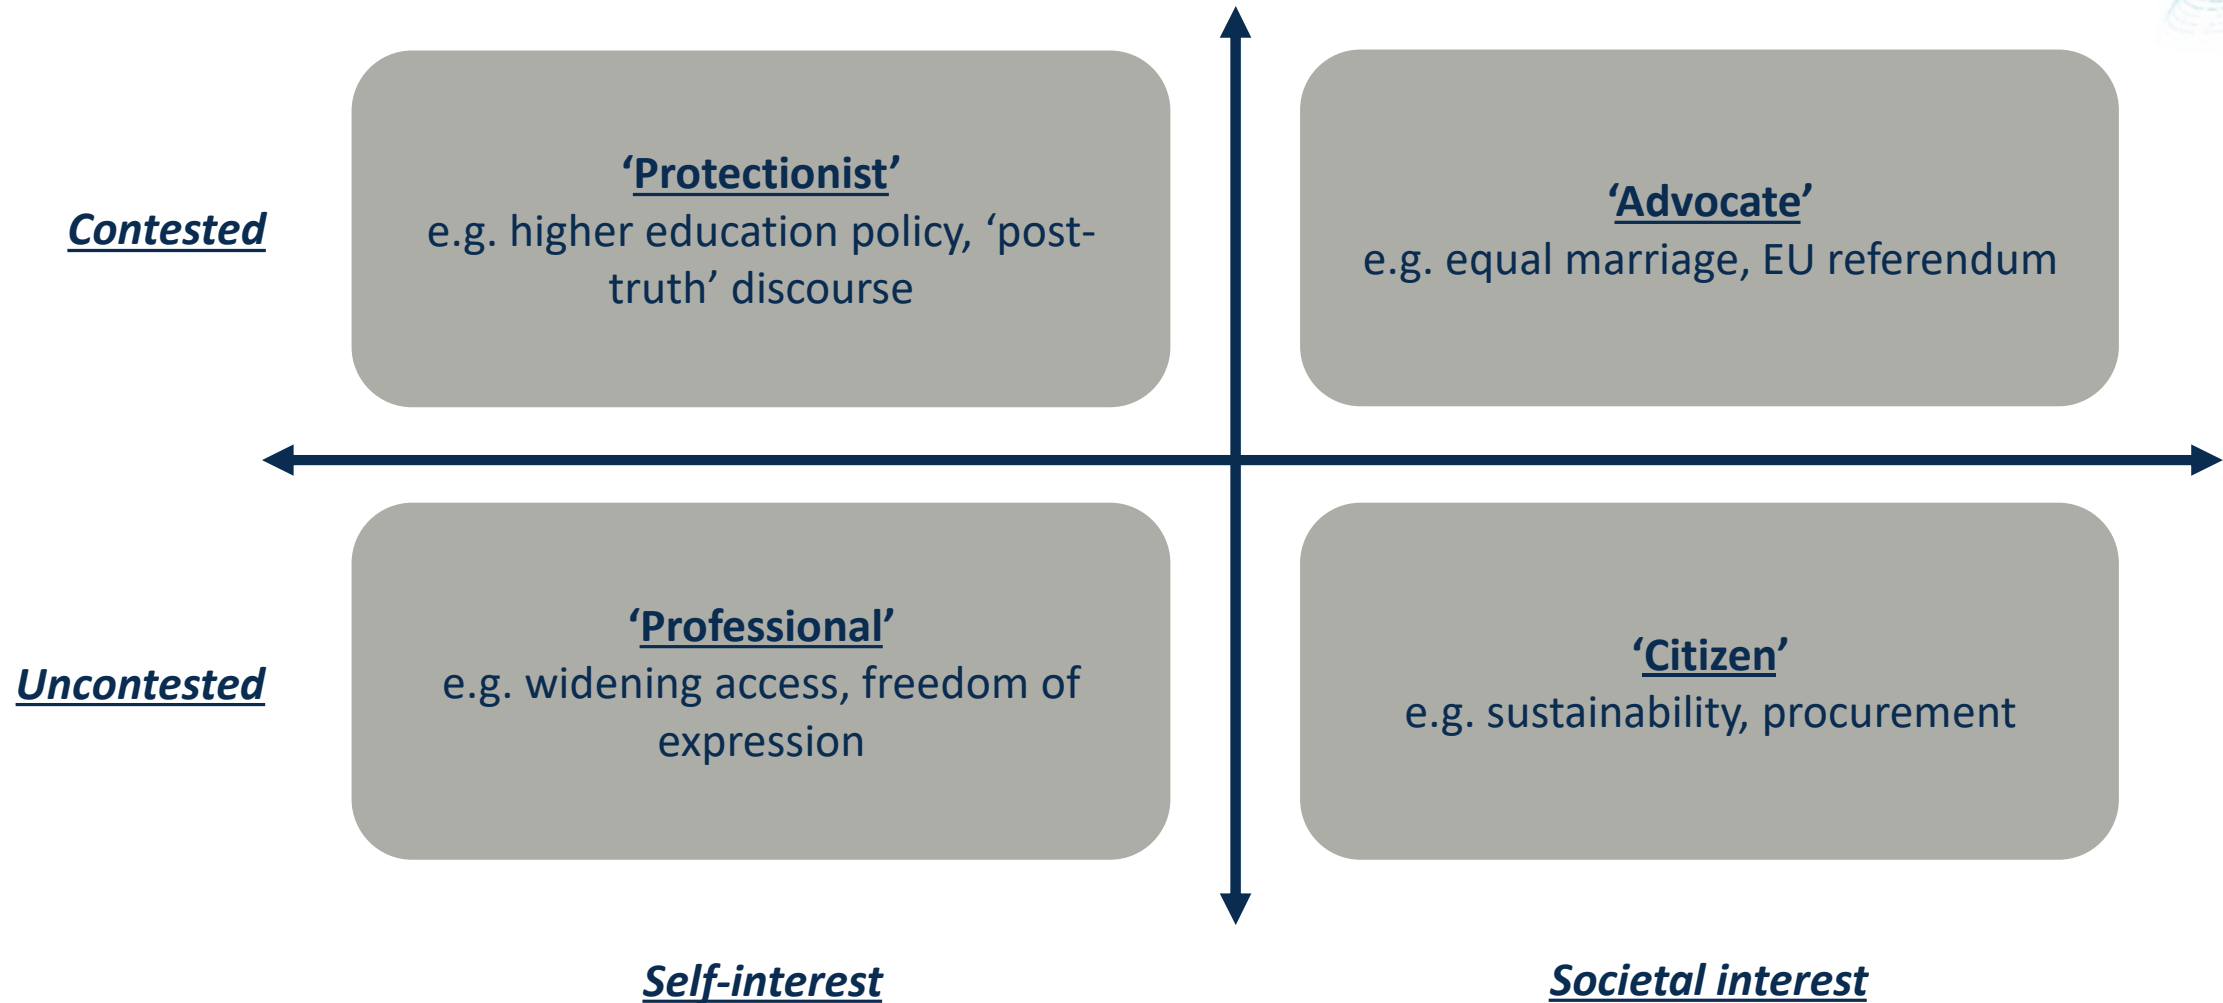 Contested
‘Protectionist’
e.g. higher education policy, ‘post-
truth’ discourse
‘Advocate’
e.g. equal marriage, EU referendum
Uncontested
‘Professional’
e.g. widening access, freedom of
expression
‘Citizen’
e.g. sustainability, procurement
Self-interest
Societal interest